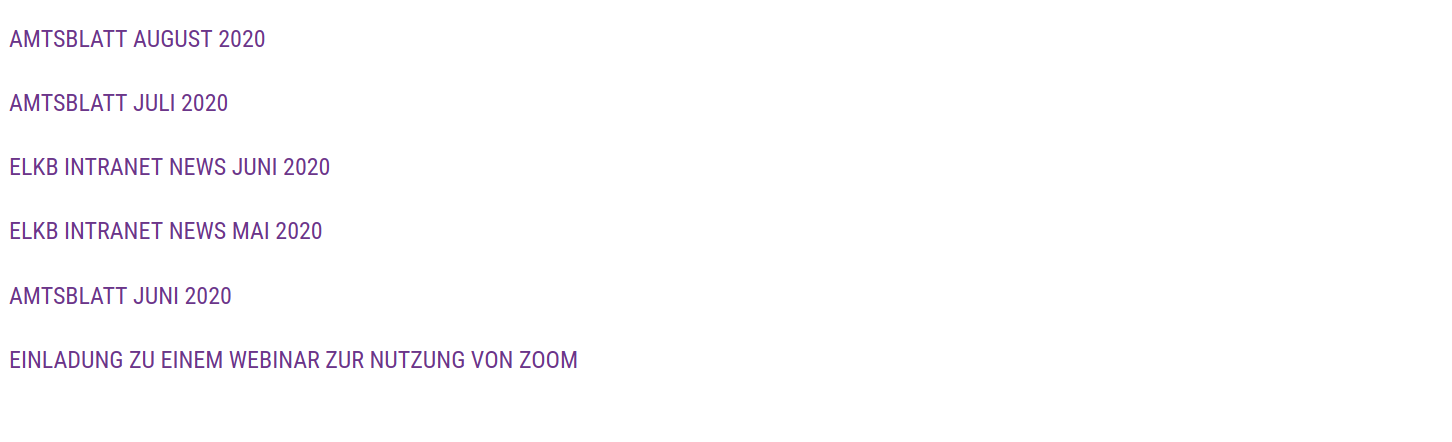 AMTSBLATT AUGUST 2020
AMTSBLATT JULI 2020
ELKB INTRANET NEWS JUNI 2020
ELKB INTRANET NEWS MAI 2020
AMTSBLATT JUNI 2020
EINLADUNG ZU EINEM WEBINAR ZUR NUTZUNG VON ZOOM